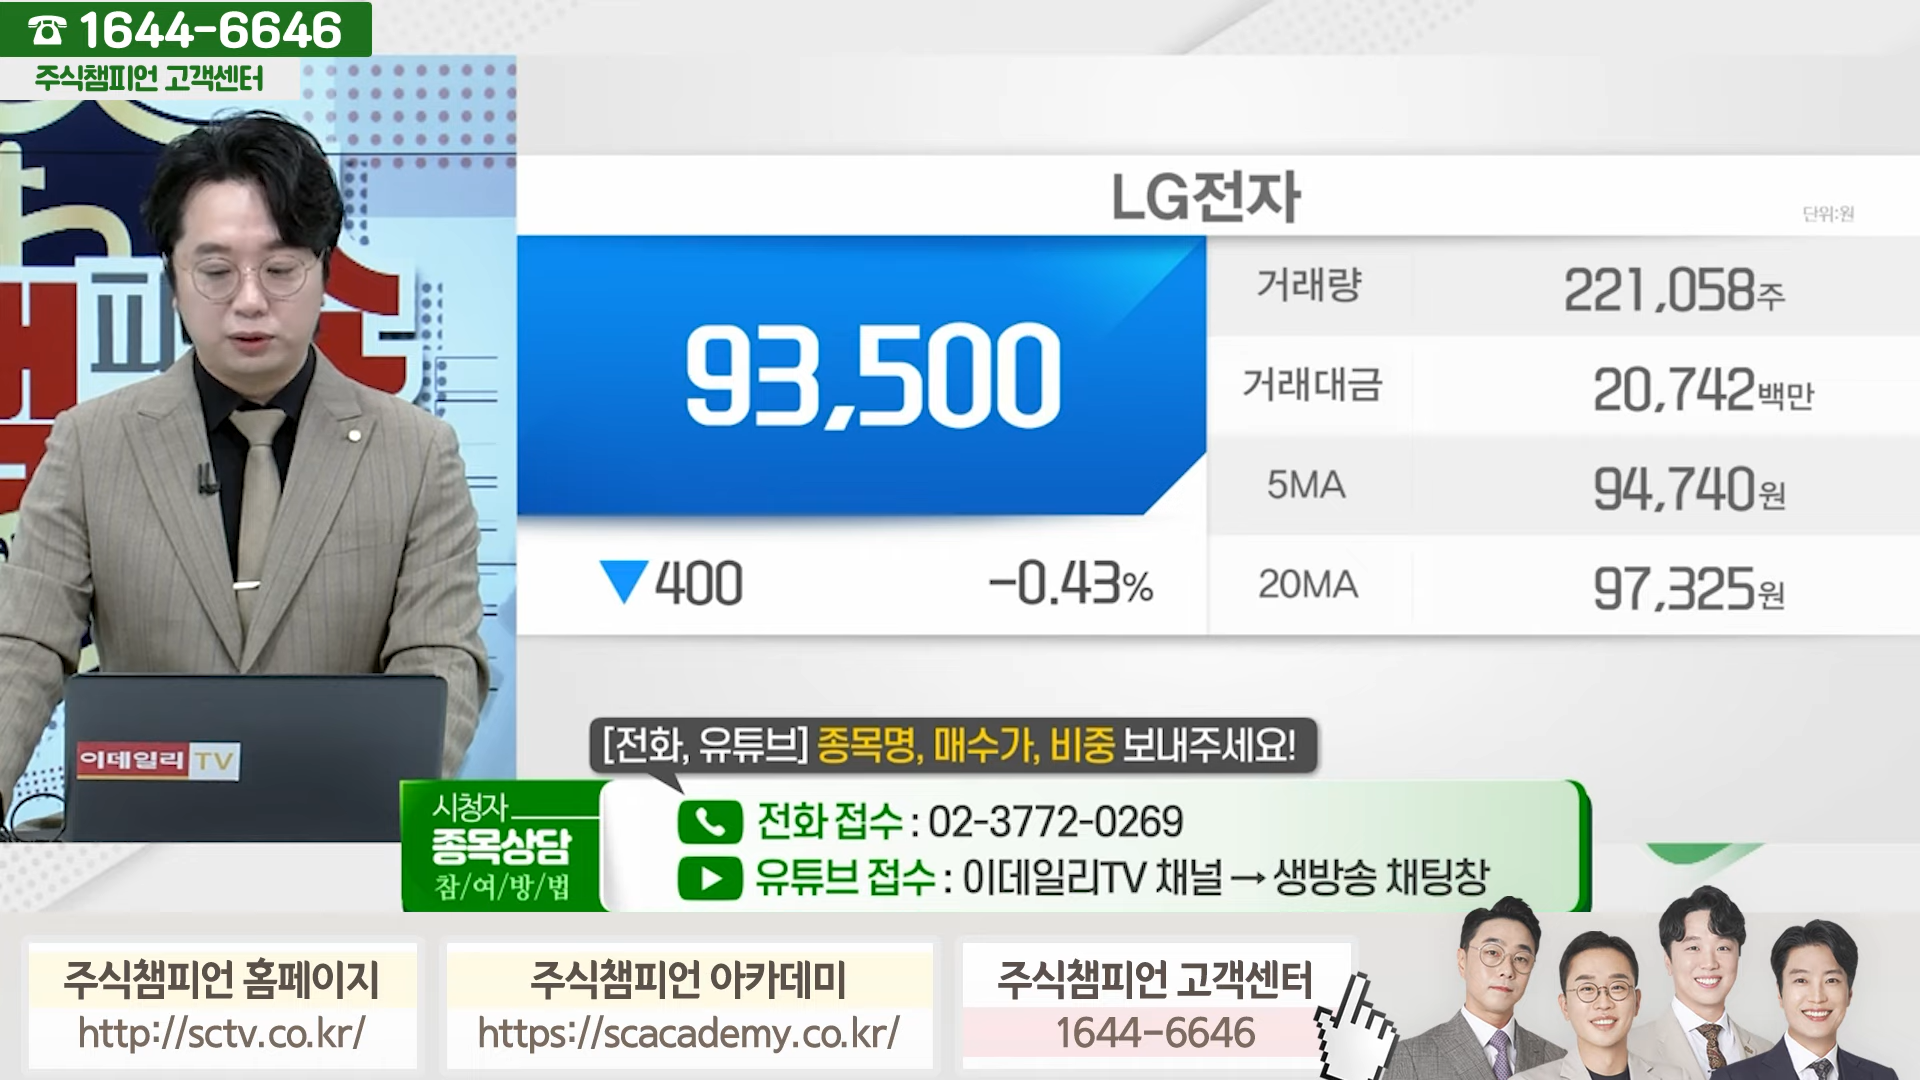 ☎ 1644-6646
주식챔피언 고객센터
피
LG전자
단위:원
93,500
▼400 -0.43%
거래량 221,058주
거래대금 20,742백만
5MA 94,740원
20MA 97,325원
이데일리 TV
[전화, 유튜브] 종목명, 매수가, 비중 보내주세요!
시청자
종목상담
참/여/방/법
전화 접수 : 02-3772-0269
유튜브 접수 : 이데일리TV 채널 → 생방송 채팅창
주식챔피언 홈페이지
http://sctv.co.kr/
주식챔피언 아카데미
https://scacademy.co.kr/
주식챔피언 고객센터
1644-6646